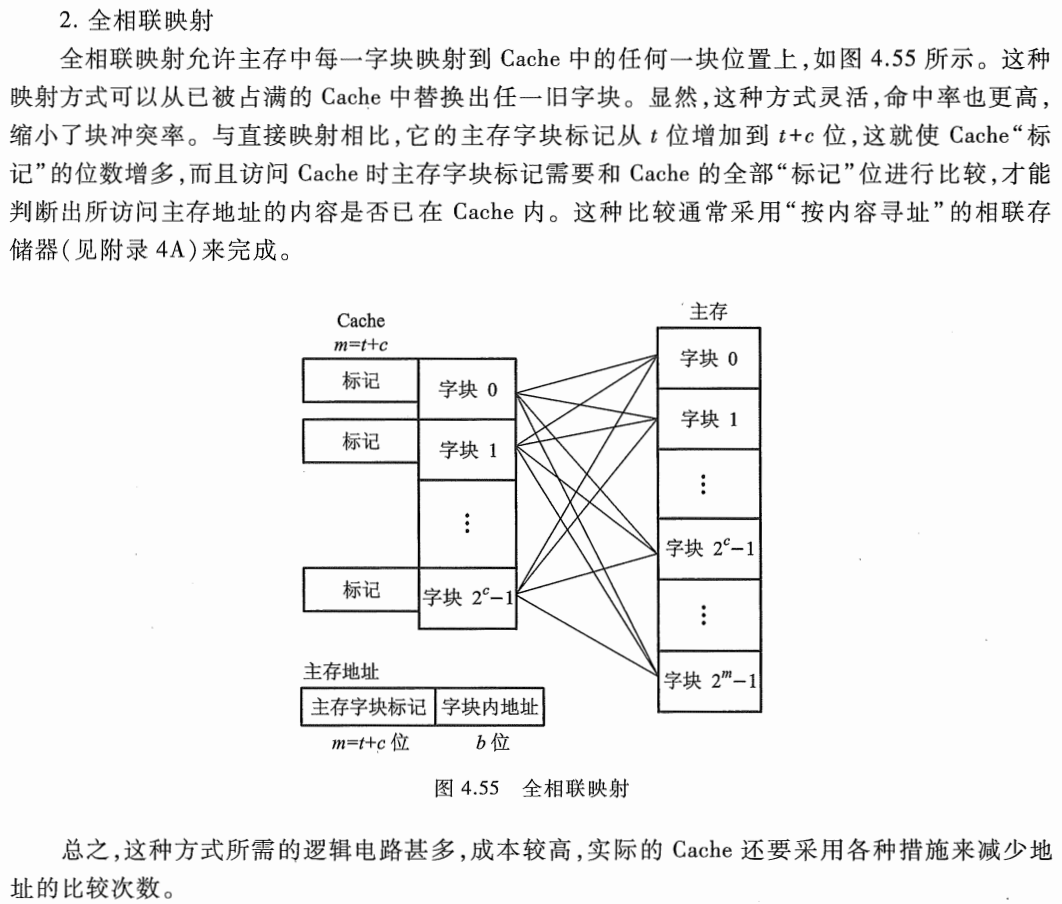 2. 全相联映射
全相联映射允许主存中每一字块映射到 Cache 中的任何一块位置上,如图 4.55 所示。这种
映射方式可以从已被占满的 Cache 中替换出任一旧字块。显然,这种方式灵活,命中率也更高,
缩小了块冲突率。与直接映射相比,它的主存字块标记从 t 位增加到 t+c 位,这就使 Cache“标
记”的位数增多,而且访问 Cache 时主存字块标记需要和 Cache 的全部“标记”位进行比较,才能
判断出所访问主存地址的内容是否已在 Cache 内。这种比较通常采用“按内容寻址”的相联存
储器(见附录 4A)来完成。
Cache
m=t+c
标记
字块 0
标记
字块 1
⋮
标记
字块 2^c−1
主存
字块 0
字块 1
⋮
字块 2^c−1
⋮
字块 2^m−1
主存地址
主存字块标记 字块内地址
m=t+c 位 b 位
图 4.55 全相联映射
总之,这种方式所需的逻辑电路甚多,成本较高,实际的 Cache 还要采用各种措施来减少地
址的比较次数。